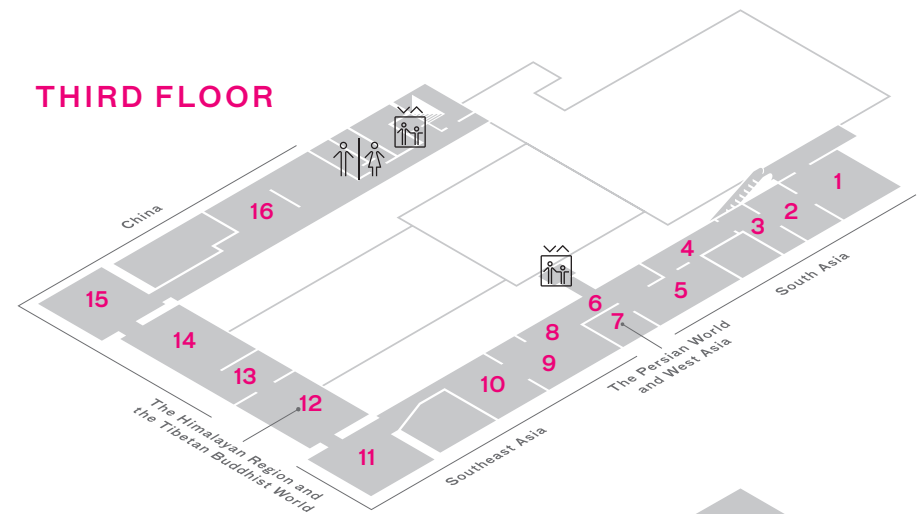 THIRD FLOOR
China
16
15
14
13
12
The Himalayan Region and
the Tibetan Buddhist World
11
10
9
8
7
6
5
4
3
2
1
Southeast Asia
The Persian World
and West Asia
South Asia